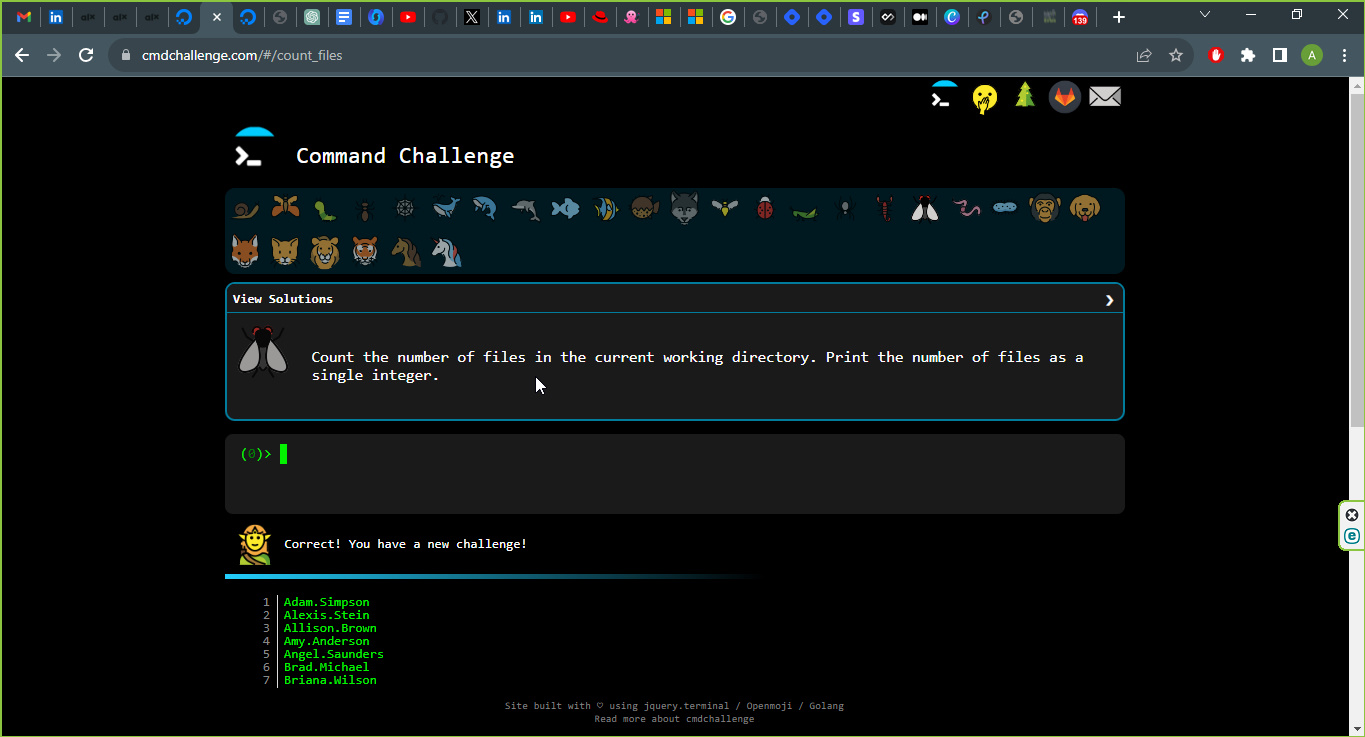 139
cmdchallenge.com/#/count_files
A
Command Challenge
View Solutions
Count the number of files in the current working directory. Print the number of files as a
single integer.
(0)>
Correct! You have a new challenge!
1 Adam.Simpson
2 Alexis.Stein
3 Allison.Brown
4 Amy.Anderson
5 Angel.Saunders
6 Brad.Michael
7 Briana.Wilson
Site built with ♡ using jquery.terminal / Openmoji / Golang
Read more about cmdchallenge